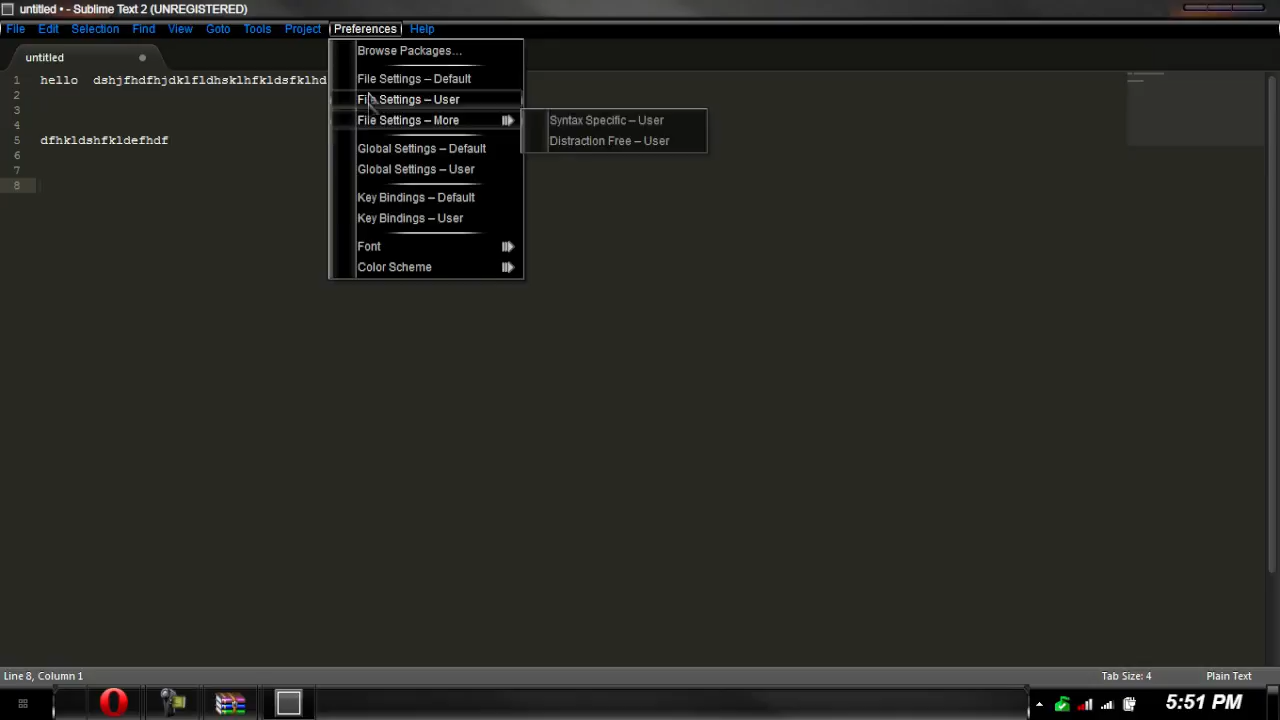 untitled • - Sublime Text 2 (UNREGISTERED)
File Edit Selection Find View Goto Tools Project Preferences Help
untitled
Browse Packages...
File Settings – Default
File Settings – User
File Settings – More
Syntax Specific – User
Distraction Free – User
Global Settings – Default
Global Settings – User
Key Bindings – Default
Key Bindings – User
Font
Color Scheme
1 hello dshjfhdfhjdklfldhsklhfkldsfklhd
2
3
4
5 dfhkldshfkldefhdf
6
7
8
Line 8, Column 1
Tab Size: 4
Plain Text
5:51 PM